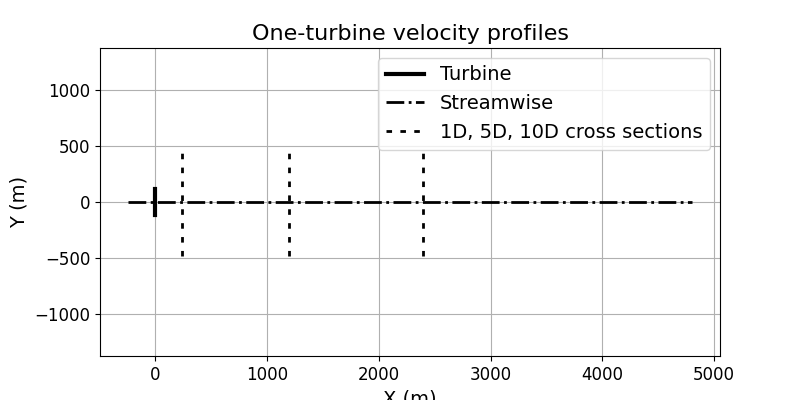 One-turbine velocity profiles
Turbine
Streamwise
1D, 5D, 10D cross sections
Y (m)
1000
500
0
−500
−1000
0 1000 2000 3000 4000 5000
X (m)